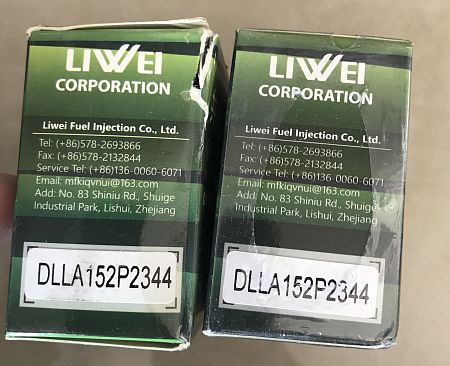 LIWEI
CORPORATION
Liwei Fuel Injection Co., Ltd.
Tel: (+86)578-2693866
Fax: (+86)578-2132844
Service Tel: (+86)136-0060-6071
Email: mfkiqvnui@163.com
Add: No. 83 Shiniu Rd., Shuige
Industrial Park, Lishui, Zhejiang
DLLA152P2344
LIWEI
CORPORATION
Liwei Fuel Injection Co., Ltd.
Tel: (+86)578-2693866
Fax: (+86)578-2132844
Service Tel: (+86)136-0060-6071
Email: mfkiqvnui@163.com
Add: No. 83 Shiniu Rd., Shuige
Industrial Park, Lishui, Zhejiang
DLLA152P2344